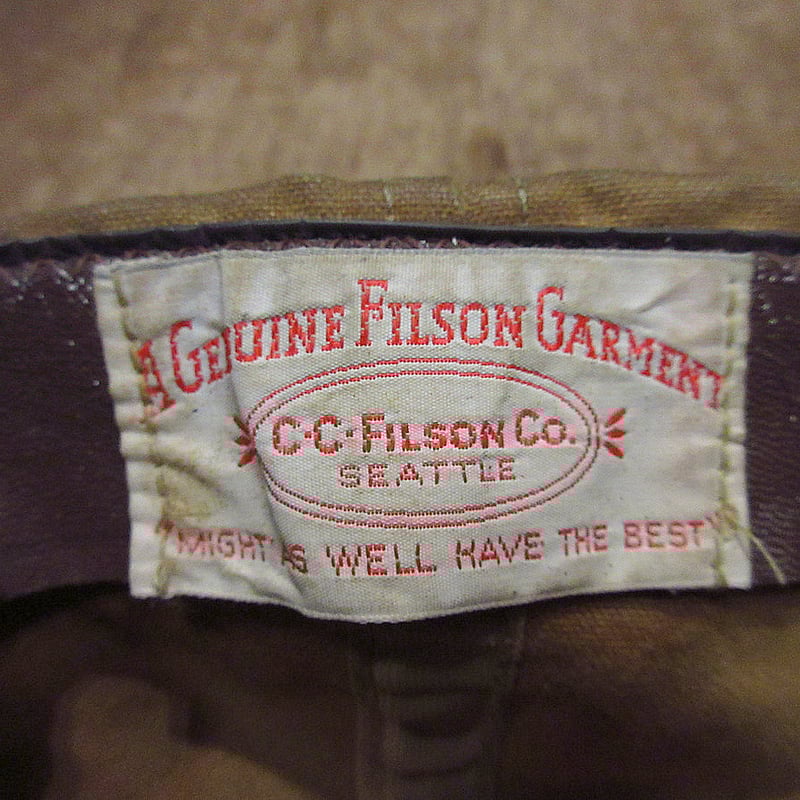 A GENUINE FILSON GARMENT
C·C·FILSON CO.
SEATTLE
"MIGHT AS WELL HAVE THE BEST"